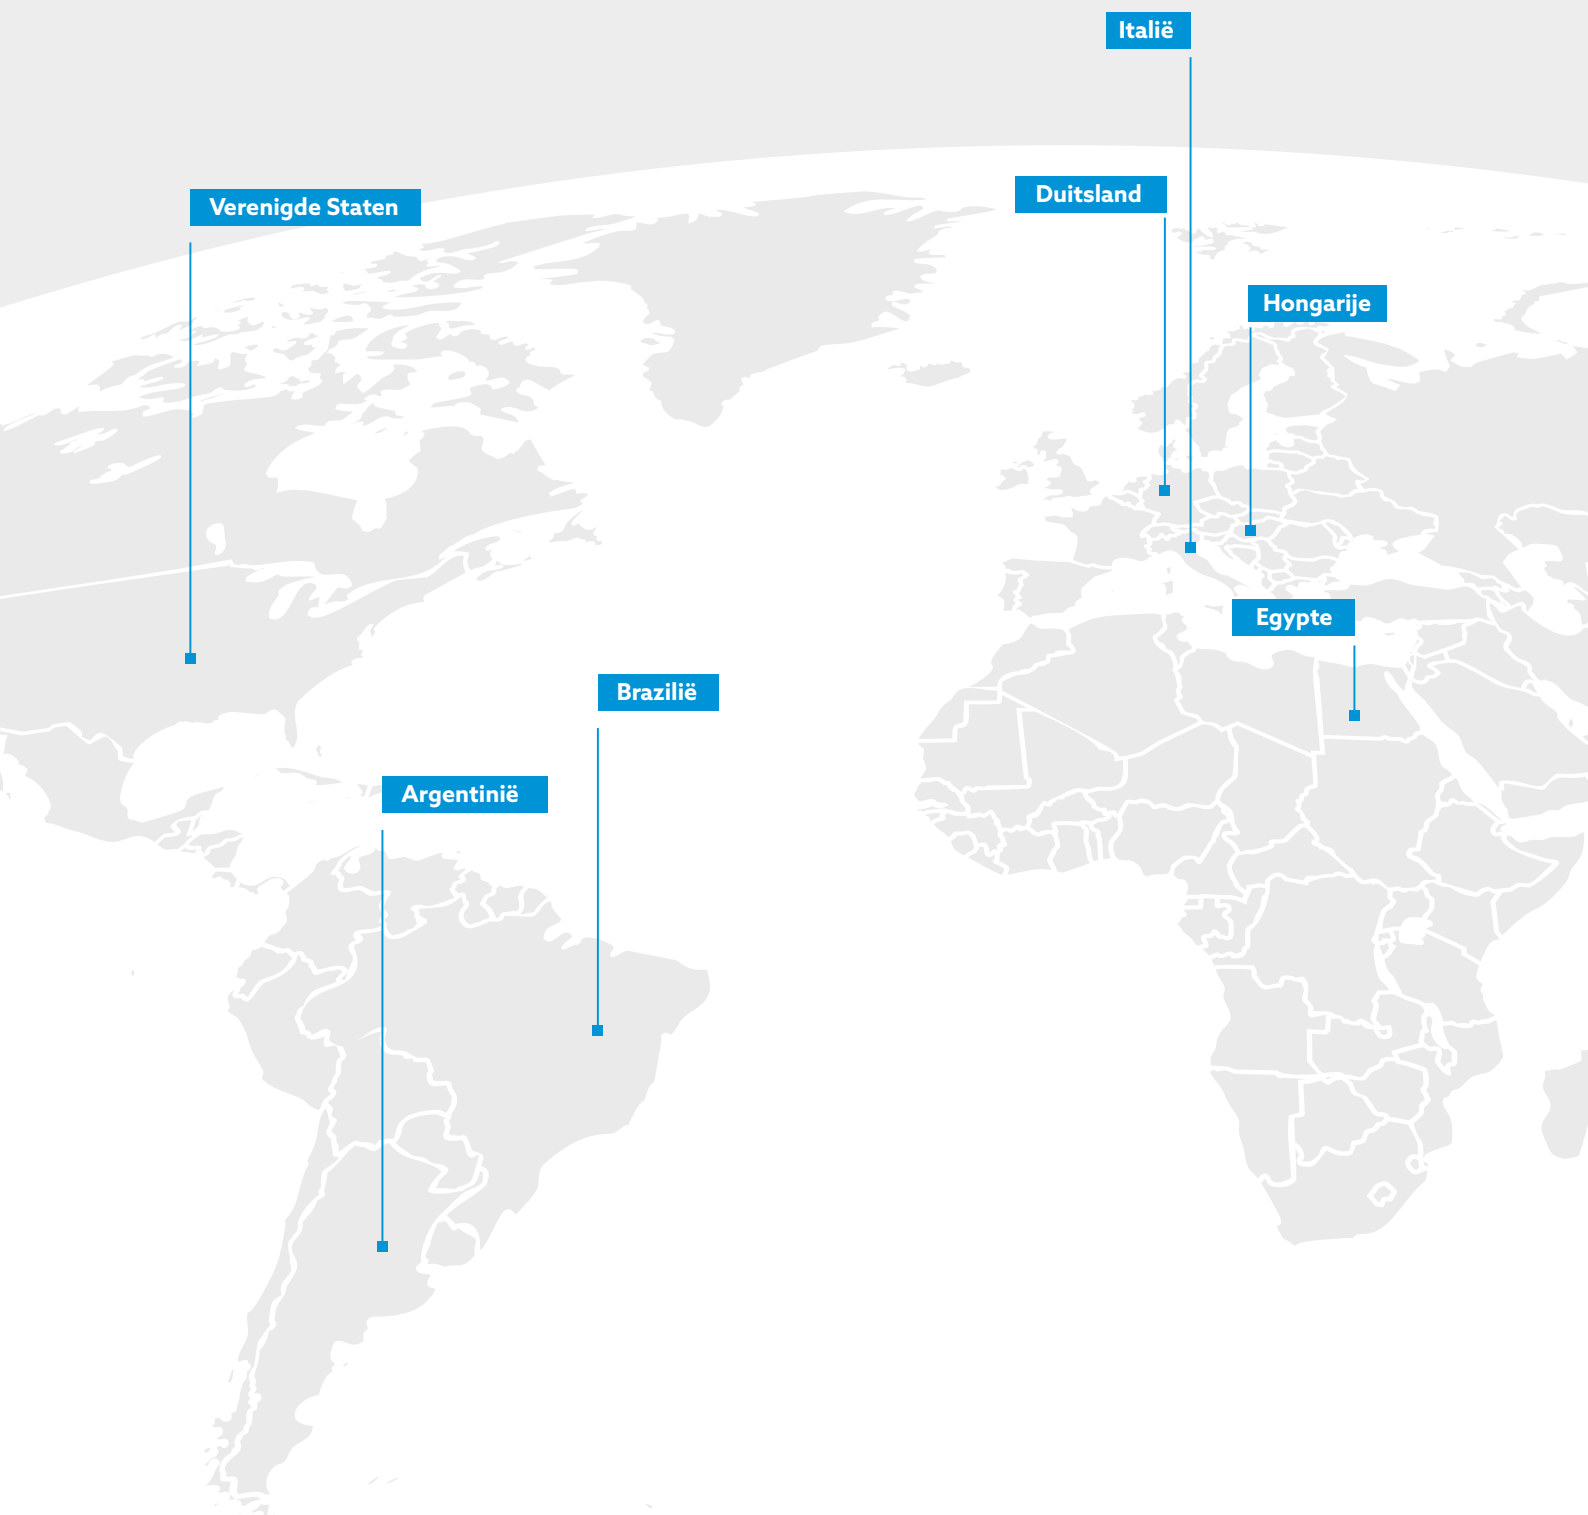 Italië
Duitsland
Verenigde Staten
Hongarije
Egypte
Brazilië
Argentinië